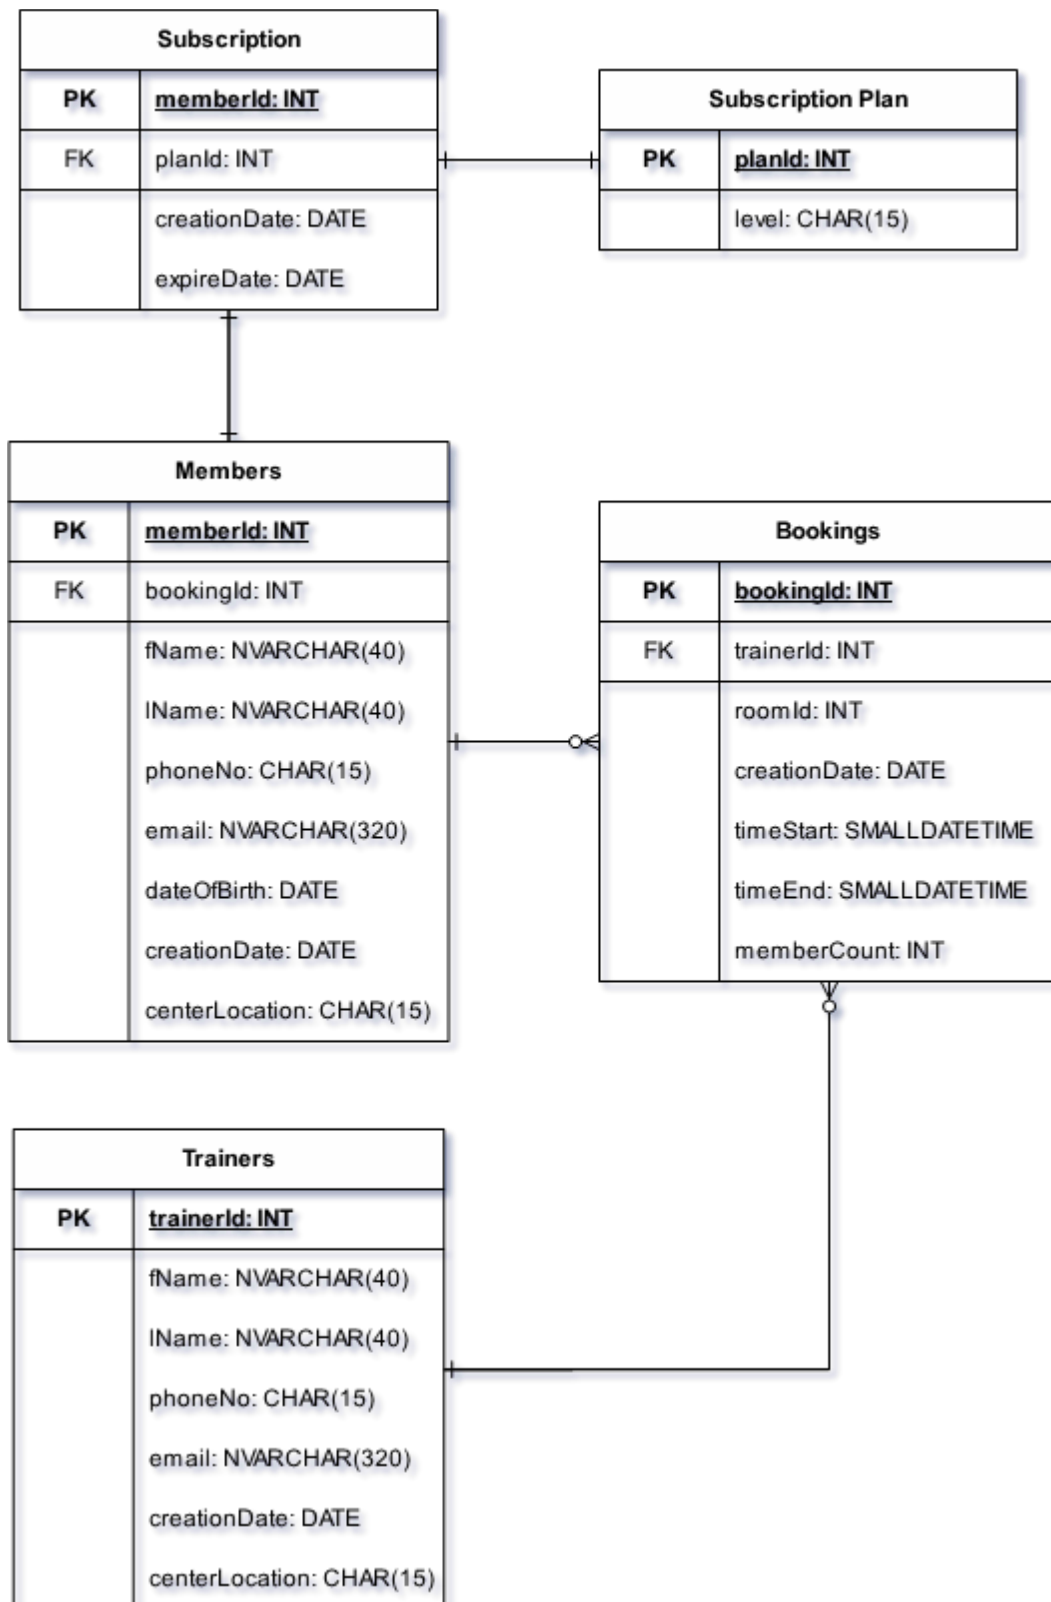 Subscription
PK memberId: INT
FK planId: INT
creationDate: DATE
expireDate: DATE
Subscription Plan
PK planId: INT
level: CHAR(15)
Members
PK memberId: INT
FK bookingId: INT
fName: NVARCHAR(40)
lName: NVARCHAR(40)
phoneNo: CHAR(15)
email: NVARCHAR(320)
dateOfBirth: DATE
creationDate: DATE
centerLocation: CHAR(15)
Bookings
PK bookingId: INT
FK trainerId: INT
roomId: INT
creationDate: DATE
timeStart: SMALLDATETIME
timeEnd: SMALLDATETIME
memberCount: INT
Trainers
PK trainerId: INT
fName: NVARCHAR(40)
lName: NVARCHAR(40)
phoneNo: CHAR(15)
email: NVARCHAR(320)
creationDate: DATE
centerLocation: CHAR(15)